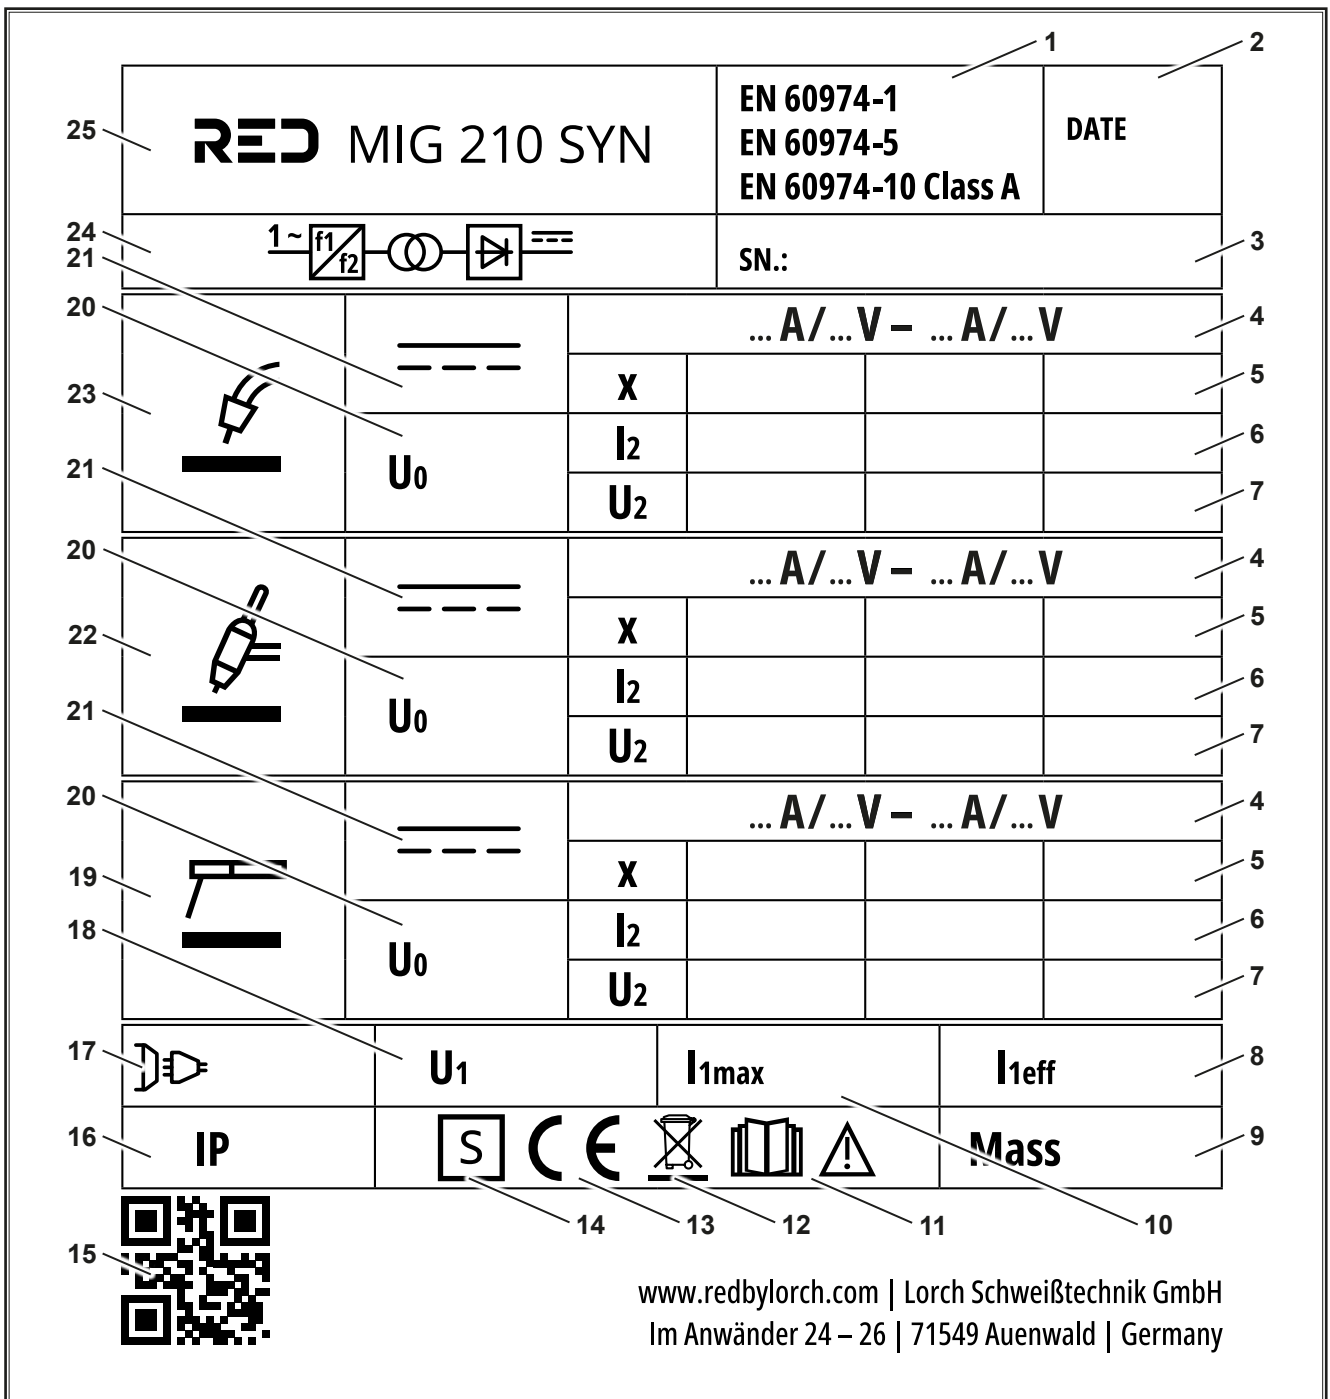 1 2
25 RED MIG 210 SYN EN 60974-1
EN 60974-5
EN 60974-10 Class A
DATE
24 1~ f1/f2 SN.: 3
21
20 ... A/... V – ... A/... V 4
23 X 5
U0 I2 6
21 U2 7
20 ... A/... V – ... A/... V 4
22 X 5
U0 I2 6
21 U2 7
20 ... A/... V – ... A/... V 4
19 X 5
18 U0 I2 6
U2 7
17 U1 I1max I1eff 8
16 IP S CE Mass 9
14 13 12 11 10
15
www.redbylorch.com | Lorch Schweißtechnik GmbH
Im Anwänder 24 – 26 | 71549 Auenwald | Germany